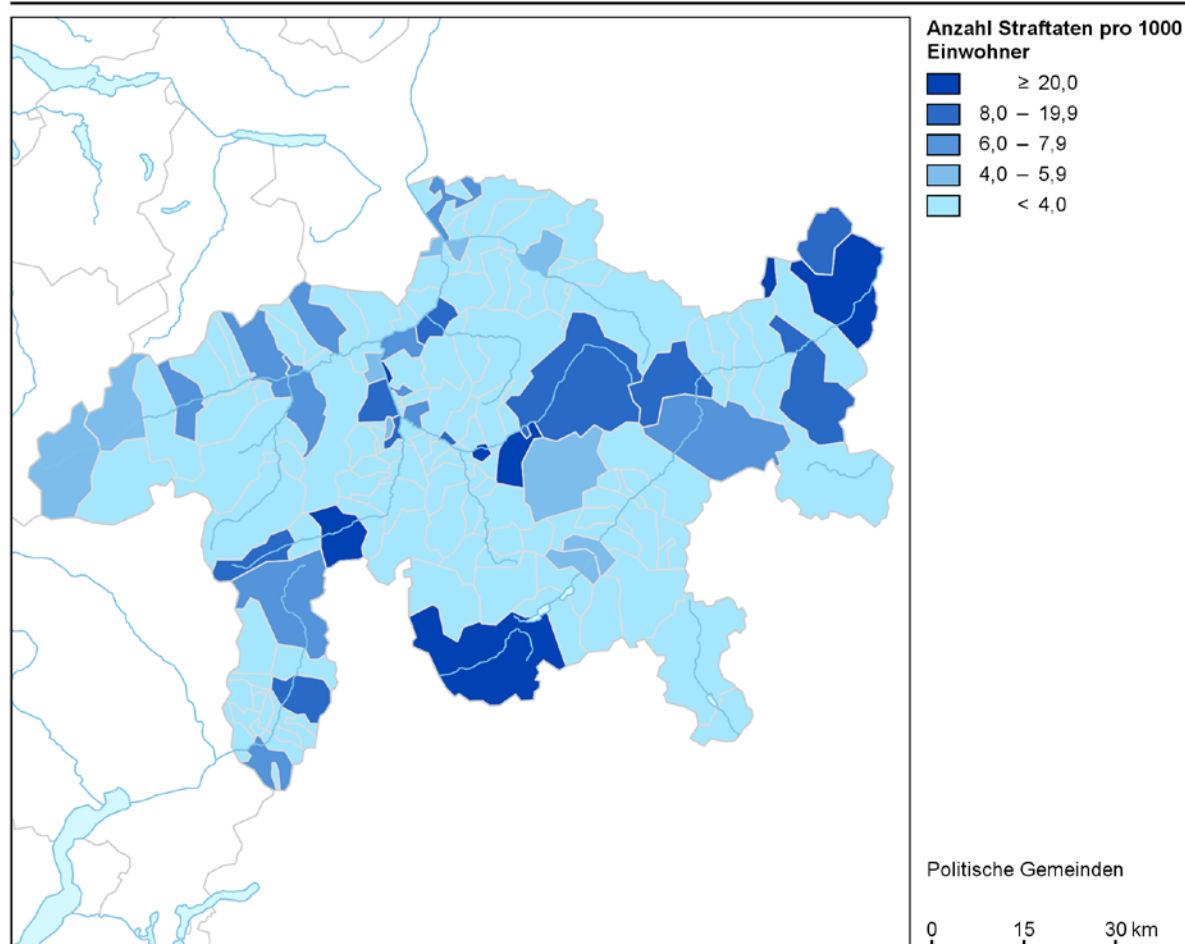 Anzahl Straftaten pro 1000
Einwohner
≥ 20,0
8,0 – 19,9
6,0 – 7,9
4,0 – 5,9
< 4,0
Politische Gemeinden
0 15 30 km